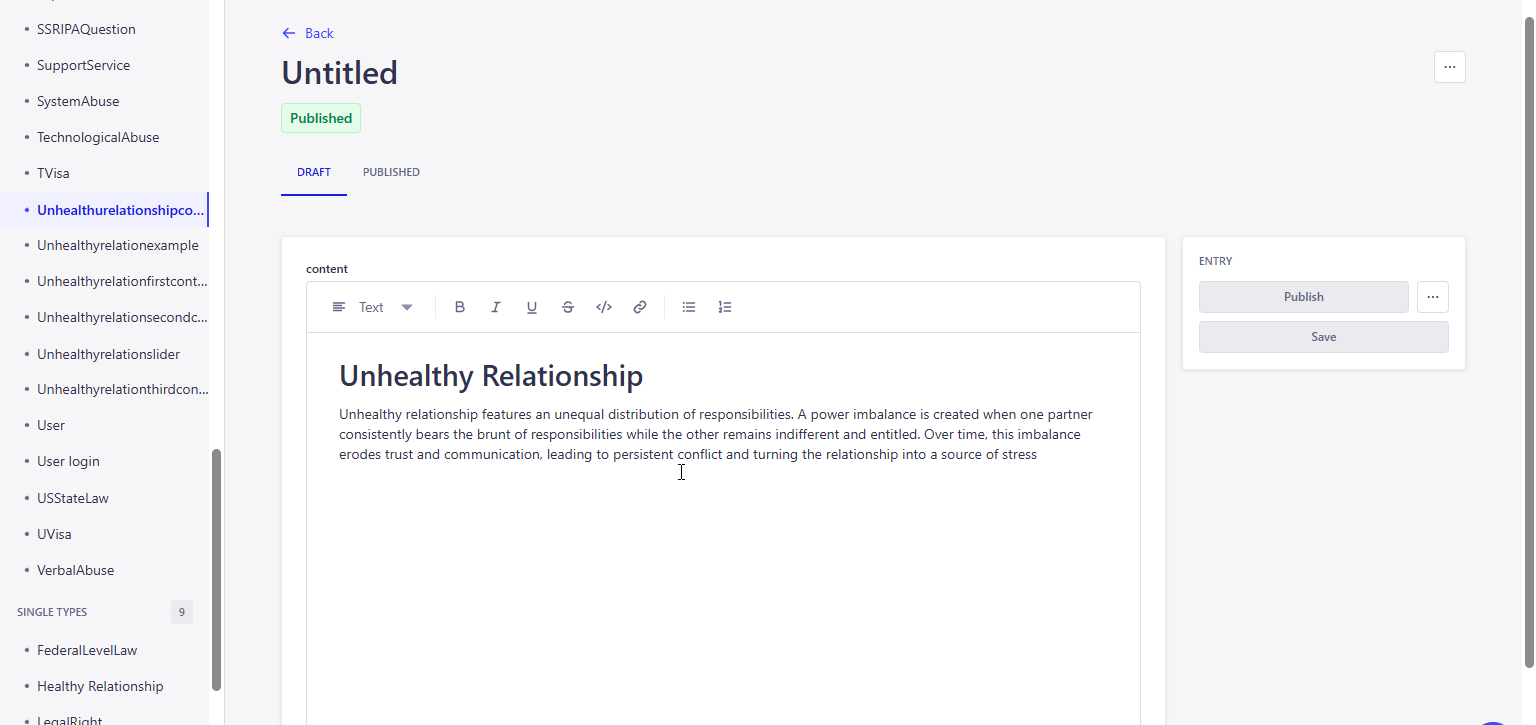 SSRIPAQuestion
SupportService
SystemAbuse
TechnologicalAbuse
TVisa
Unhealthurelationshipco...
Unhealthyrelationexample
Unhealthyrelationfirstcont...
Unhealthyrelationsecondc...
Unhealthyrelationslider
Unhealthyrelationthirdcon...
User
User login
USStateLaw
UVisa
VerbalAbuse
SINGLE TYPES 9
FederalLevelLaw
Healthy Relationship
LegalRight
Back
Untitled
Published
DRAFT PUBLISHED
content
Text B I U S
Unhealthy Relationship
Unhealthy relationship features an unequal distribution of responsibilities. A power imbalance is created when one partner
consistently bears the brunt of responsibilities while the other remains indifferent and entitled. Over time, this imbalance
erodes trust and communication, leading to persistent conflict and turning the relationship into a source of stress
ENTRY
Publish
Save